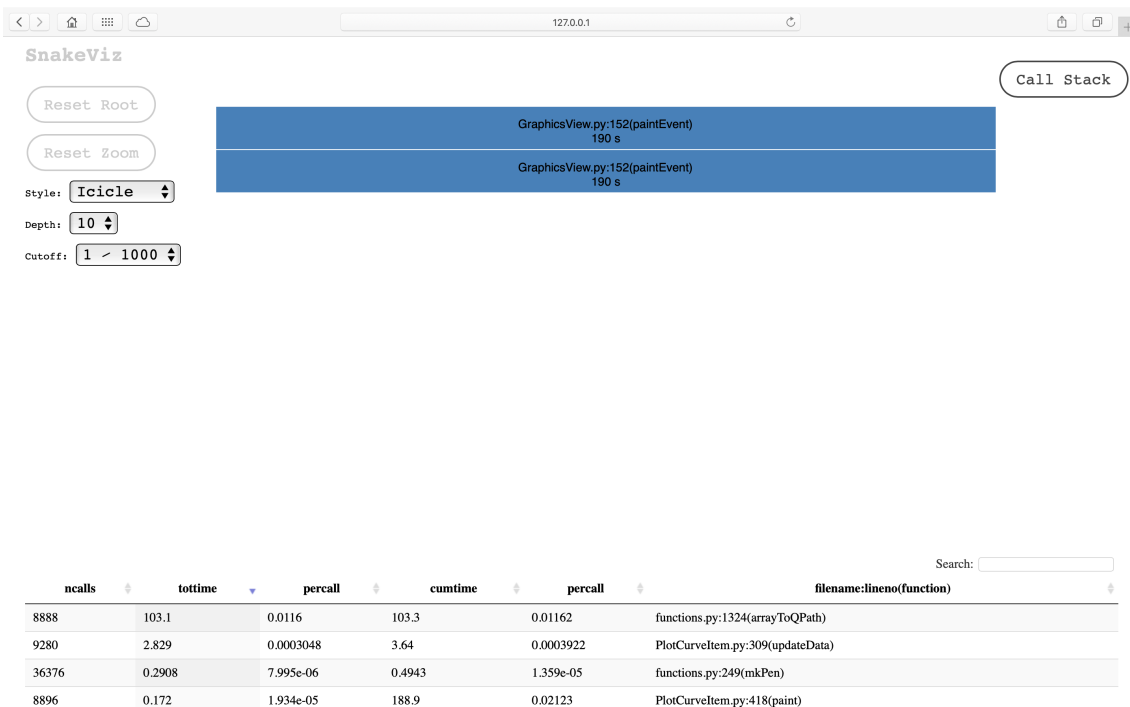 127.0.0.1
SnakeViz
Call Stack
Reset Root
Reset Zoom
Style: Icicle
Depth: 10
Cutoff: 1 / 1000
GraphicsView.py:152(paintEvent)
190 s
GraphicsView.py:152(paintEvent)
190 s
Search:
ncalls tottime percall cumtime percall filename:lineno(function)
8888 103.1 0.0116 103.3 0.01162 functions.py:1324(arrayToQPath)
9280 2.829 0.0003048 3.64 0.0003922 PlotCurveItem.py:309(updateData)
36376 0.2908 7.995e-06 0.4943 1.359e-05 functions.py:249(mkPen)
8896 0.172 1.934e-05 188.9 0.02123 PlotCurveItem.py:418(paint)